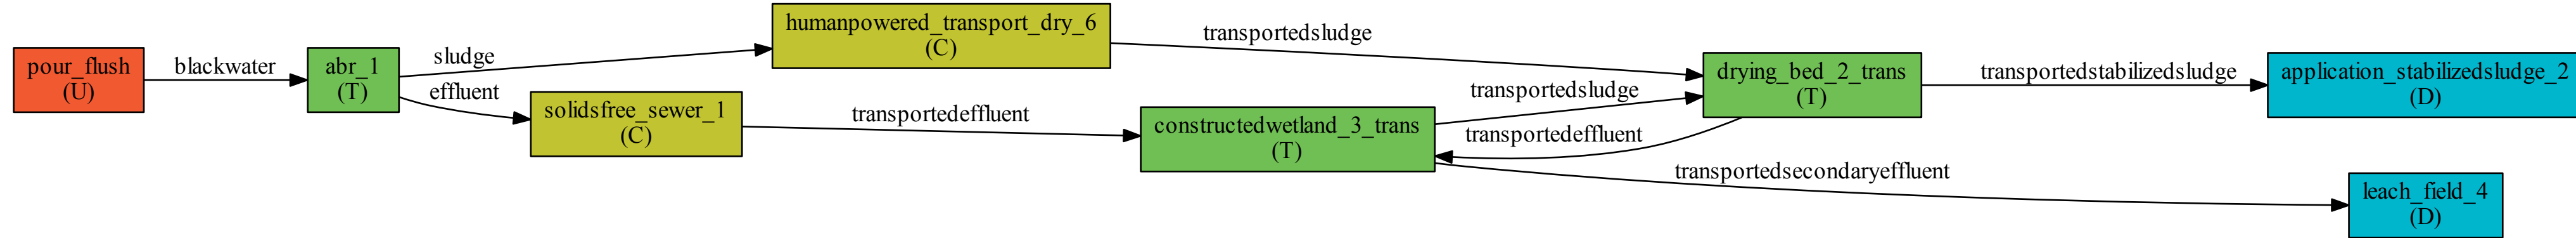 pour_flush
(U)
blackwater
abr_1
(T)
sludge
effluent
humanpowered_transport_dry_6
(C)
solidsfree_sewer_1
(C)
transportedsludge
transportedeffluent
constructedwetland_3_trans
(T)
transportedsludge
transportedeffluent
drying_bed_2_trans
(T)
transportedsecondaryeffluent
transportedstabilizedsludge
application_stabilizedsludge_2
(D)
leach_field_4
(D)